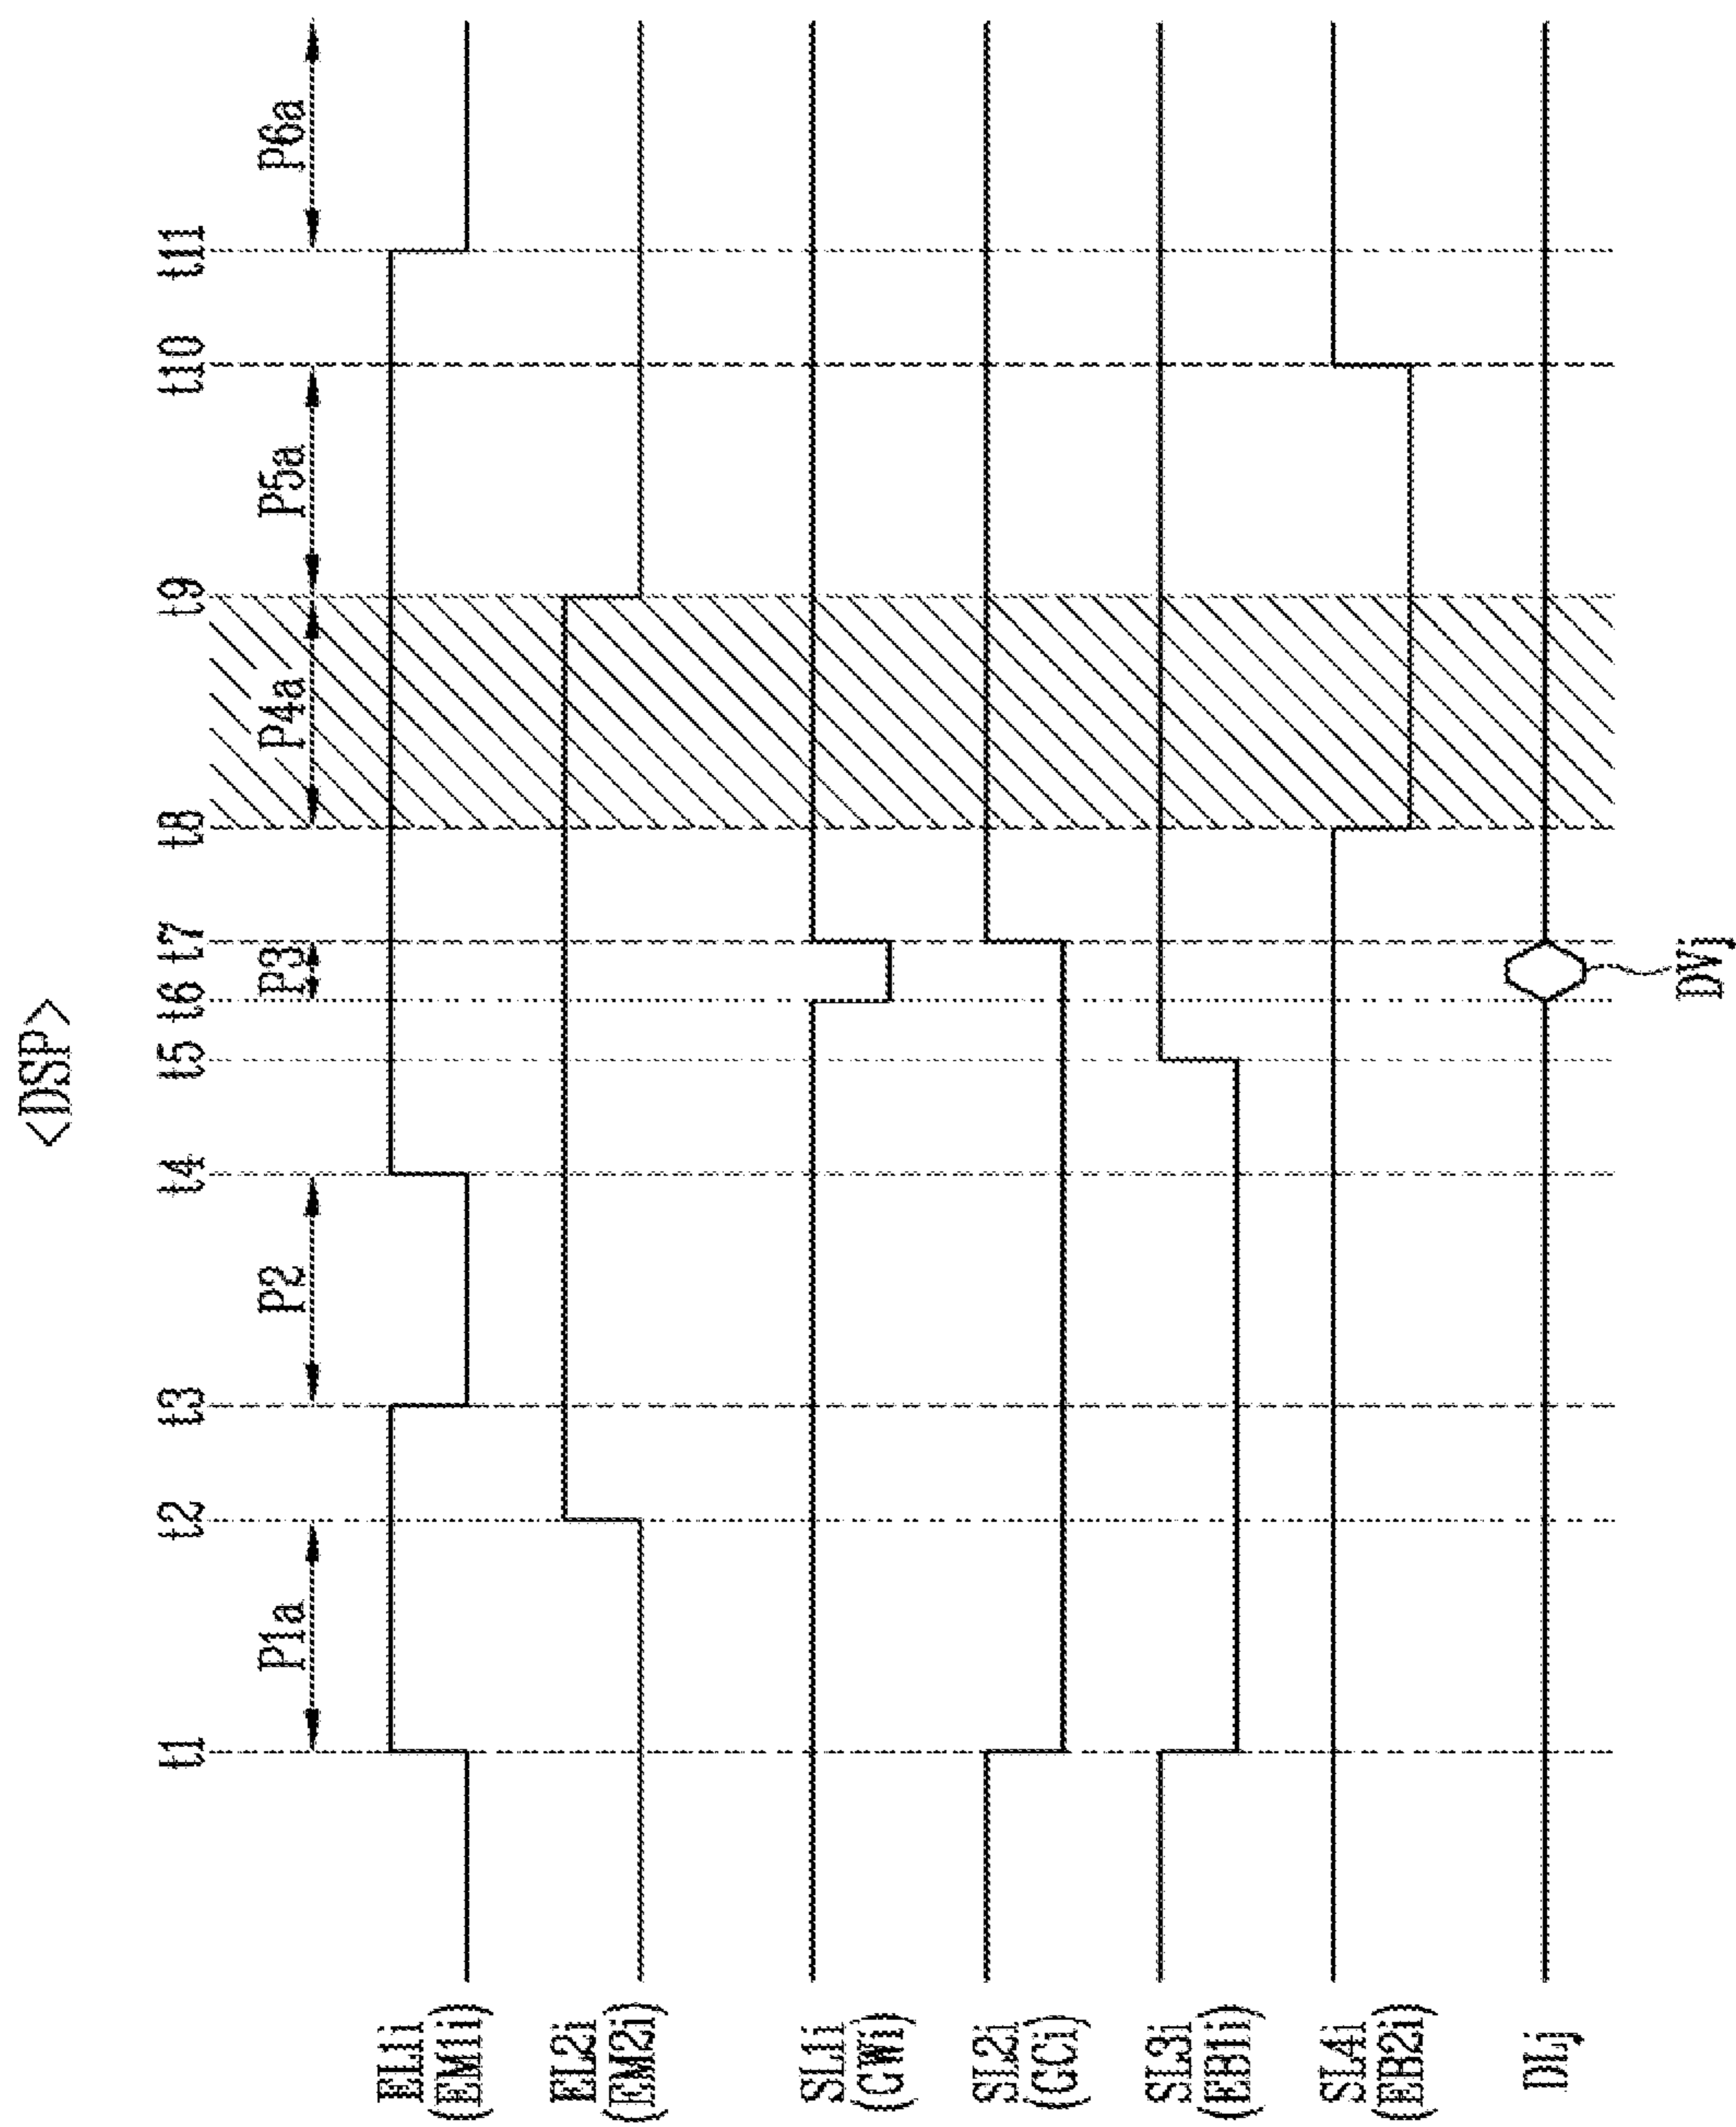 <DSP>
t1 t2 t3 t4 t5 t6 t7 t8 t9 t10 t11
P1a P2 P3 P4a P5a P6a
EL1i
(EM1i)
EL2i
(EM2i)
SL1i
(GWi)
SL2i
(GCi)
SL3i
(EB1i)
SL4i
(EB2i)
DLj
DVj